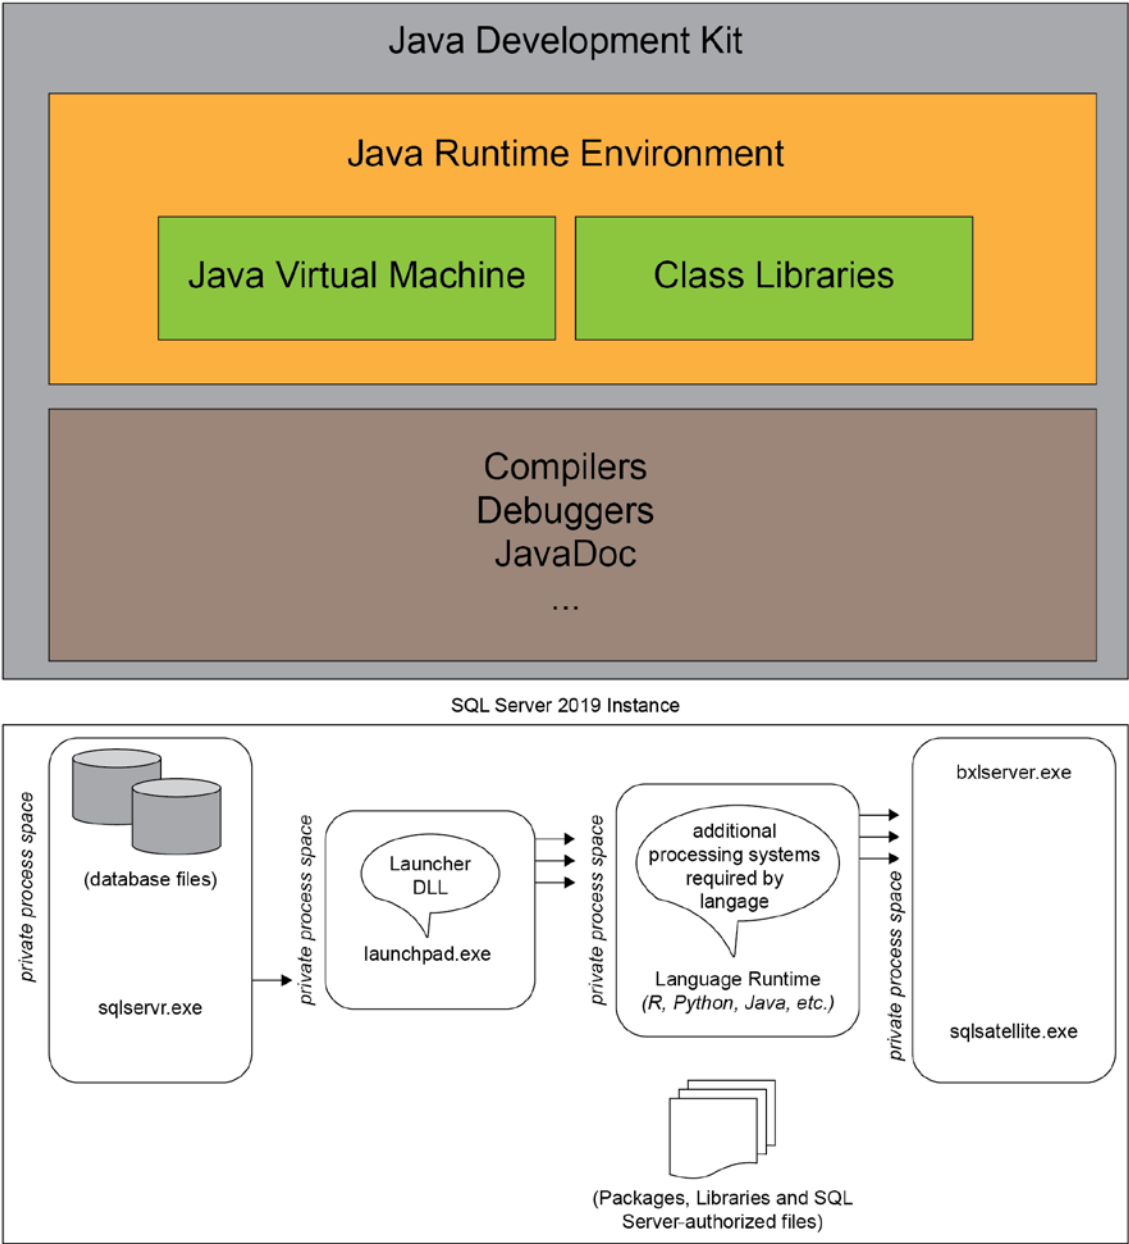 Java Development Kit
Java Runtime Environment
Java Virtual Machine
Class Libraries
Compilers
Debuggers
JavaDoc
...
SQL Server 2019 Instance
private process space
(database files)
sqlservr.exe
private process space
Launcher
DLL
launchpad.exe
private process space
additional
processing systems
required by
langage
Language Runtime
(R, Python, Java, etc.)
private process space
bxlserver.exe
sqlsatellite.exe
(Packages, Libraries and SQL
Server-authorized files)